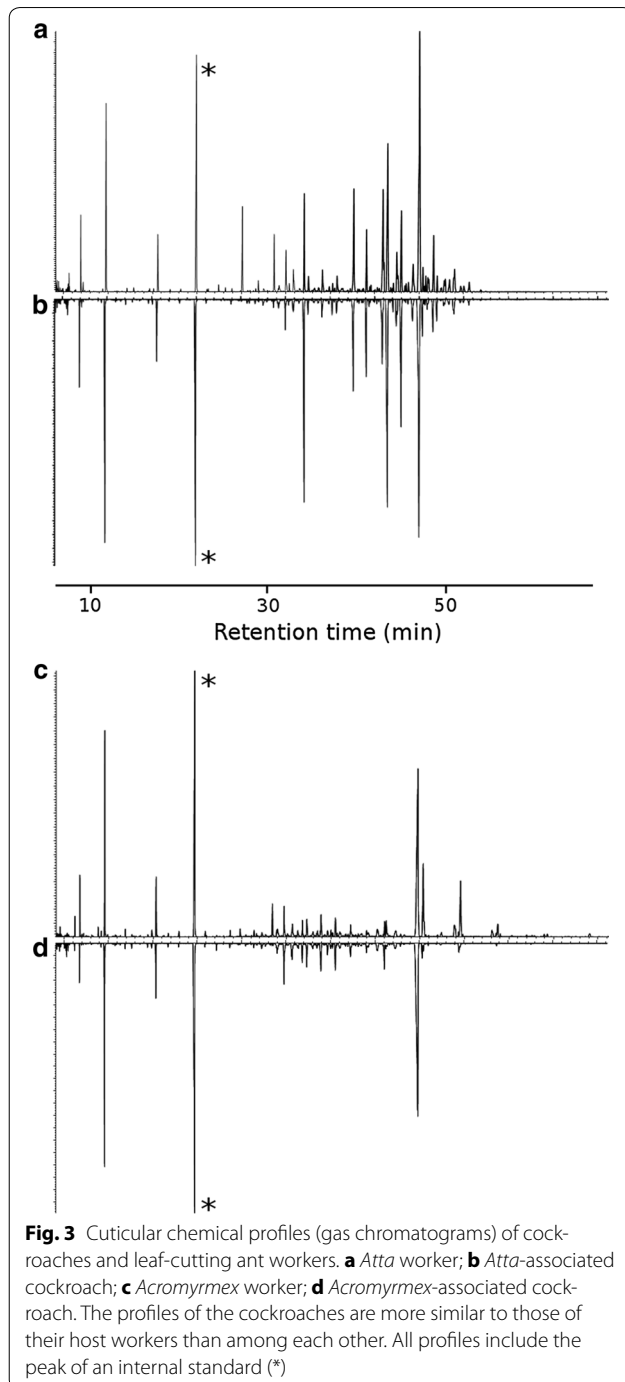 a
*
b
*
10 30 50
Retention time (min)
c
*
d
*
Fig. 3 Cuticular chemical profiles (gas chromatograms) of cock-
roaches and leaf-cutting ant workers. a Atta worker; b Atta-associated
cockroach; c Acromyrmex worker; d Acromyrmex-associated cock-
roach. The profiles of the cockroaches are more similar to those of
their host workers than among each other. All profiles include the
peak of an internal standard (*)